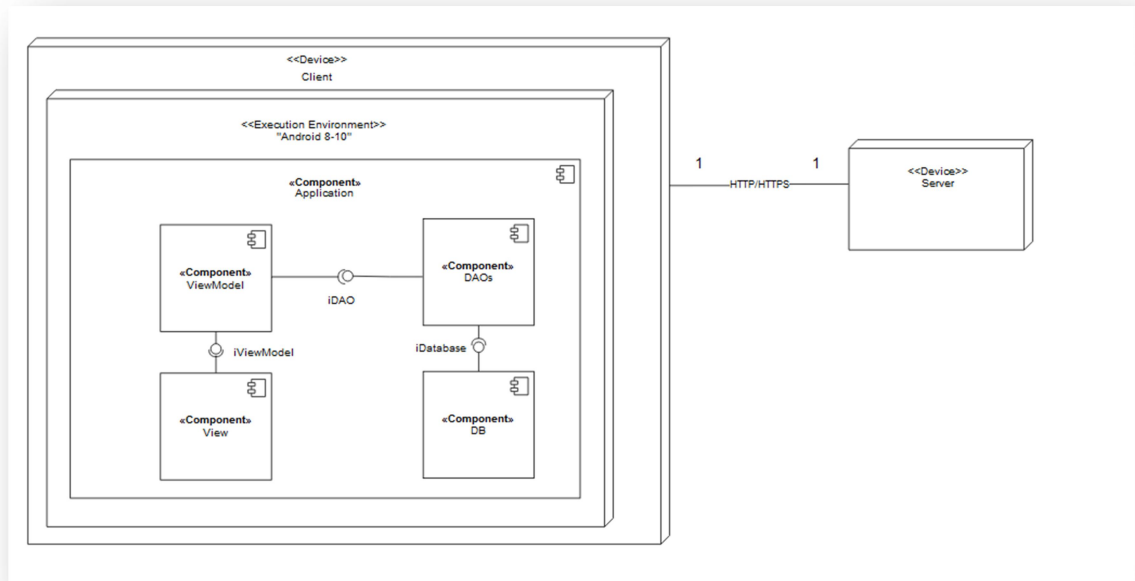 <<Device>>
Client
<<Execution Environment>>
"Android 8-10"
«Component»
Application
«Component»
ViewModel
iDAO
«Component»
DAOs
iViewModel
iDatabase
«Component»
View
«Component»
DB
1
HTTP/HTTPS
1
<<Device>>
Server